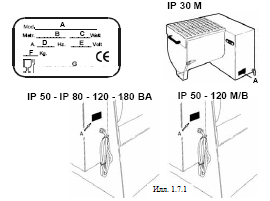 IP 30 M
Mod. A
Matr. B C Watt
A. D Hz. E Volt
F Kg. CE
G
A
IP 50 - IP 80 - 120 - 180 BA
IP 50 - 120 M/B
A
A
Илл. 1.7.1